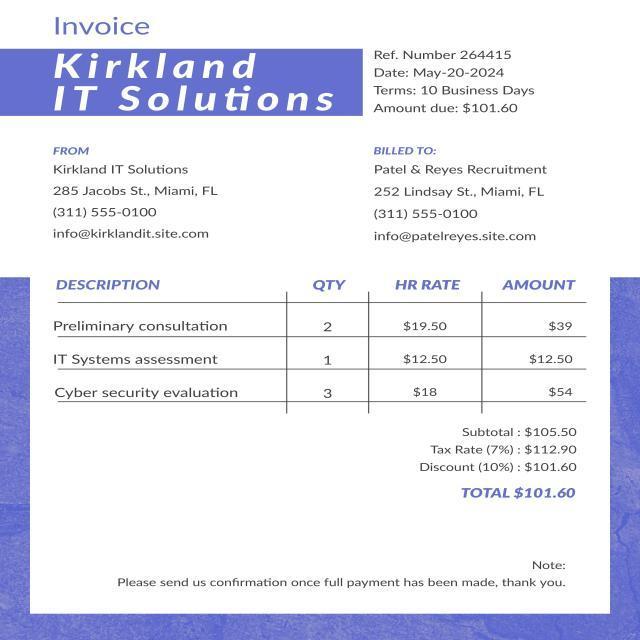 Invoice
Kirkland
IT Solutions
Ref. Number 264415
Date: May-20-2024
Terms: 10 Business Days
Amount due: $101.60
FROM
Kirkland IT Solutions
285 Jacobs St., Miami, FL
(311) 555-0100
info@kirklandit.site.com
BILLED TO:
Patel & Reyes Recruitment
252 Lindsay St., Miami, FL
(311) 555-0100
info@patelreyes.site.com
DESCRIPTION QTY HR RATE AMOUNT
Preliminary consultation 2 $19.50 $39
IT Systems assessment 1 $12.50 $12.50
Cyber security evaluation 3 $18 $54
Subtotal : $105.50
Tax Rate (7%) : $112.90
Discount (10%) : $101.60
TOTAL $101.60
Note:
Please send us confirmation once full payment has been made, thank you.